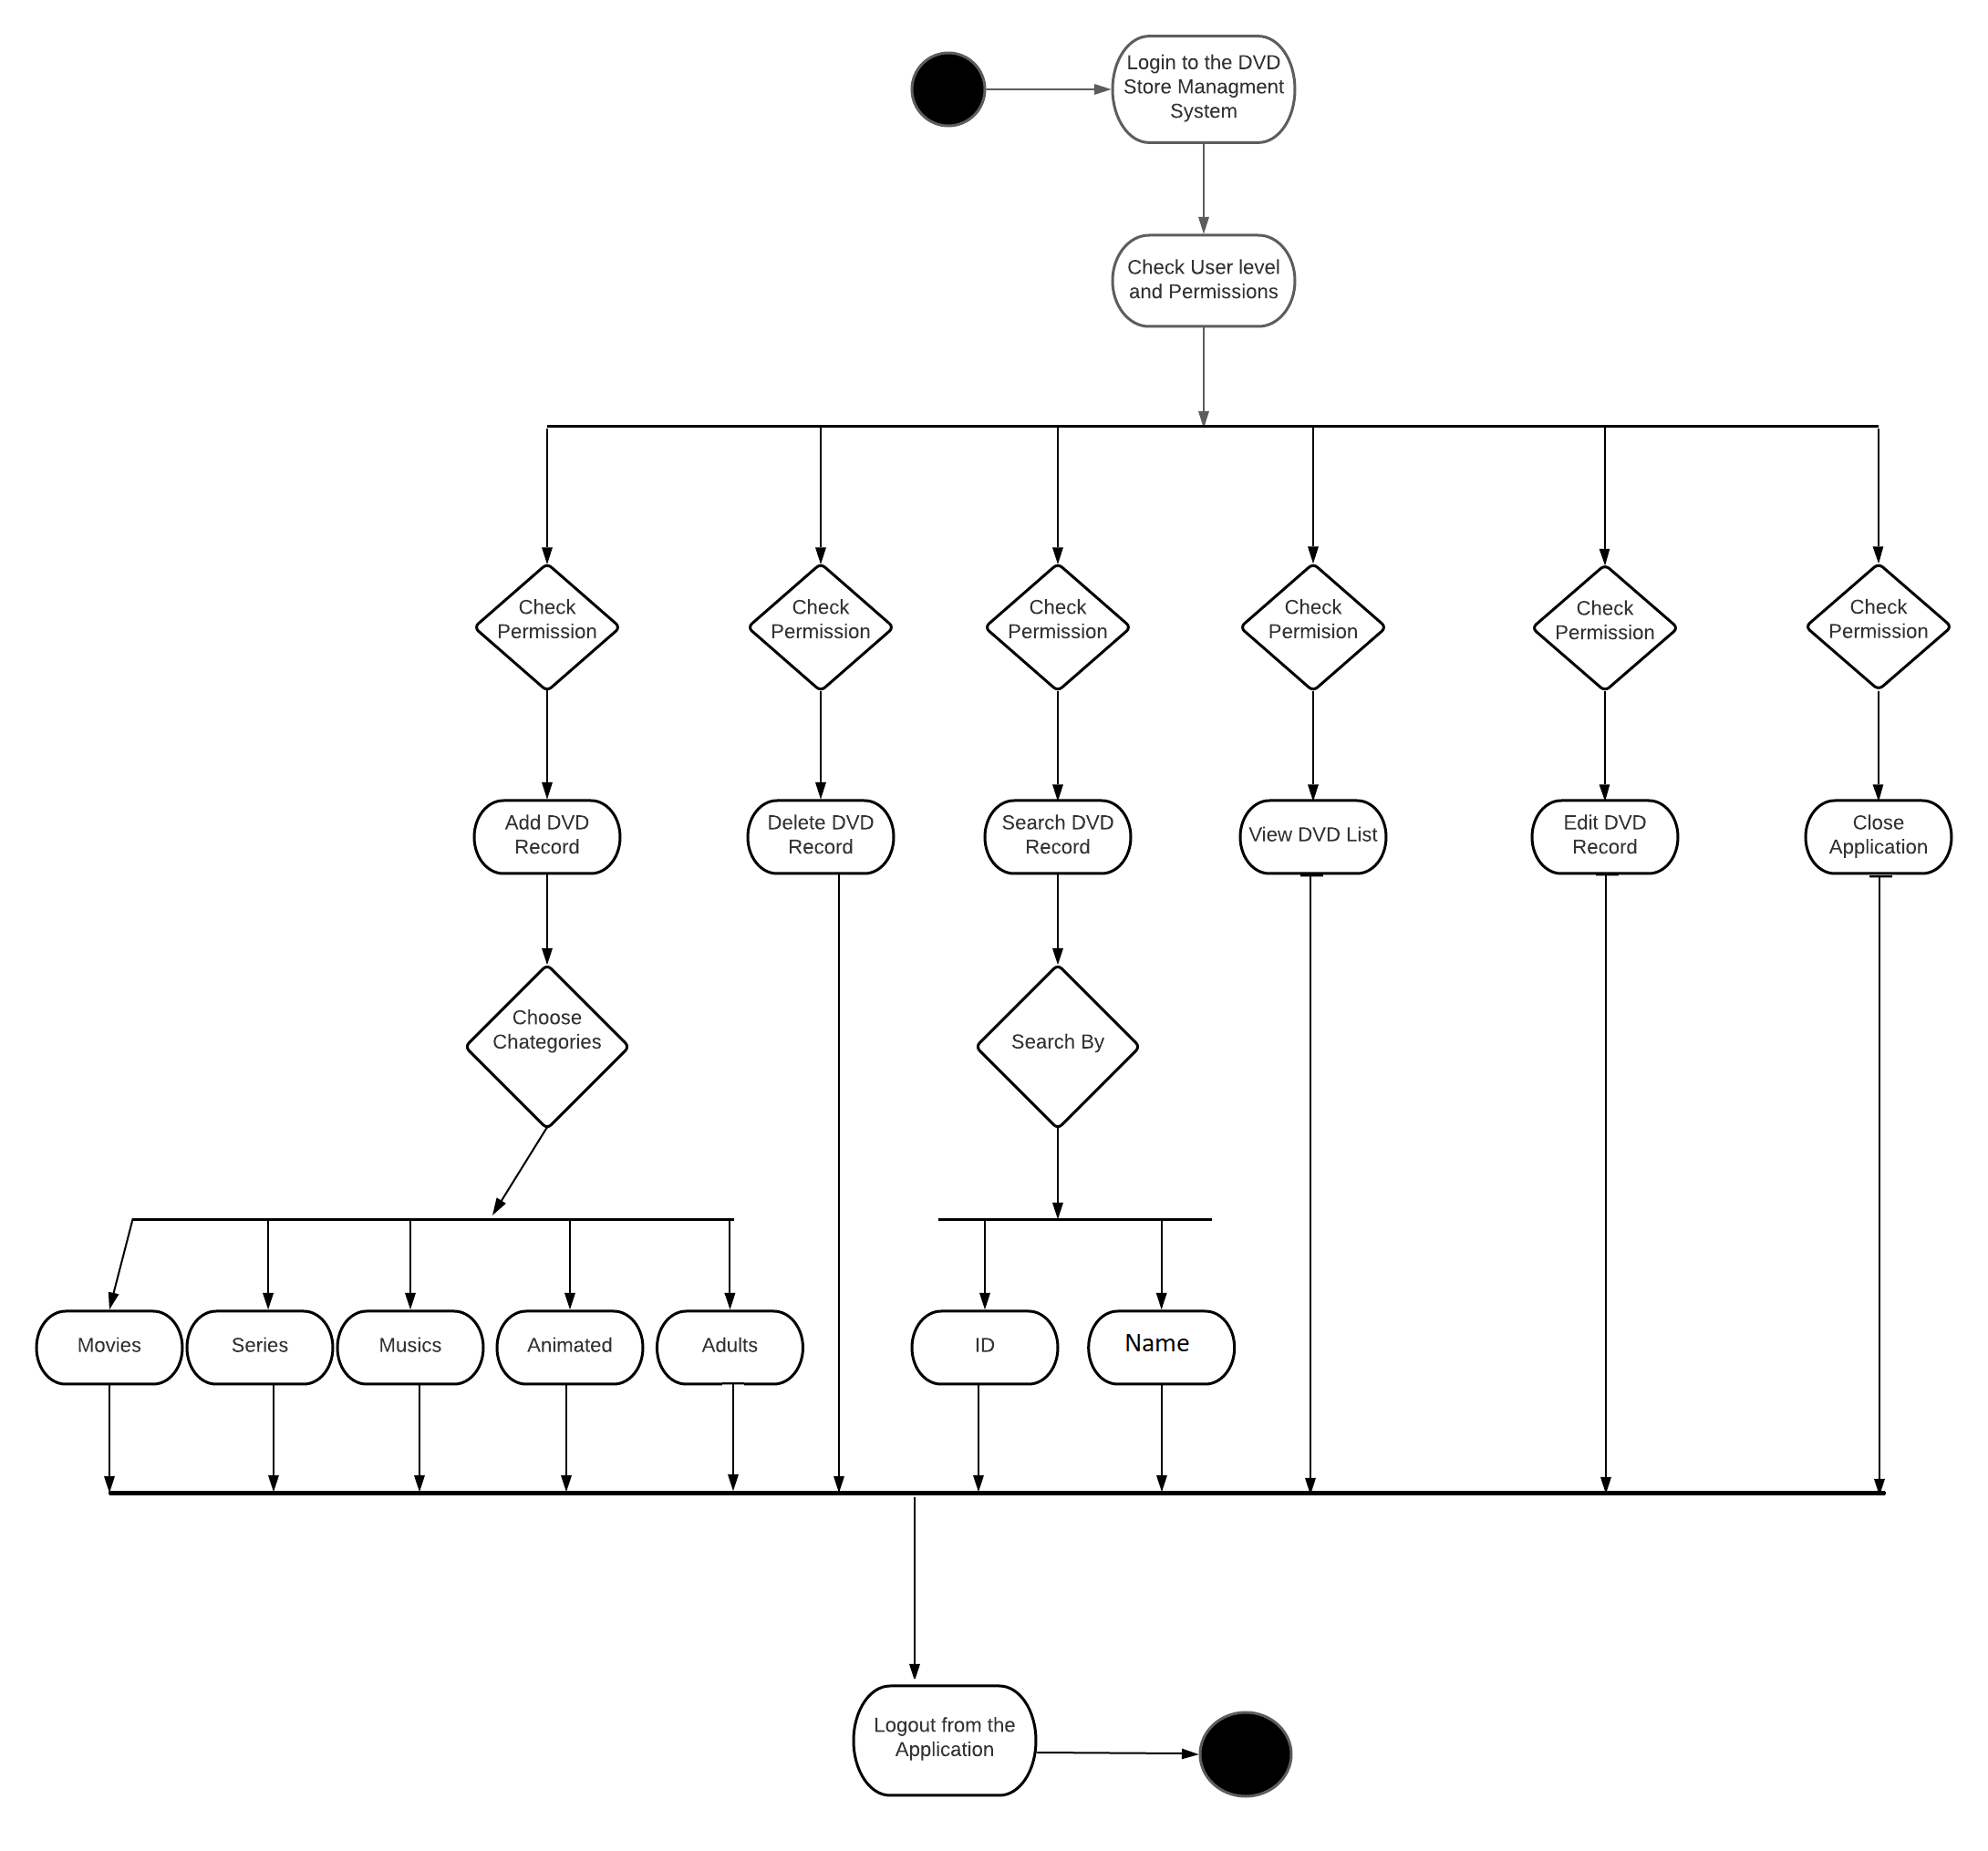 Login to the DVD
Store Managment
System
Check User level
and Permissions
Check
Permission
Check
Permission
Check
Permission
Check
Permision
Check
Permission
Check
Permission
Add DVD
Record
Delete DVD
Record
Search DVD
Record
View DVD List
Edit DVD
Record
Close
Application
Choose
Chategories
Search By
Movies
Series
Musics
Animated
Adults
ID
Name
Logout from the
Application